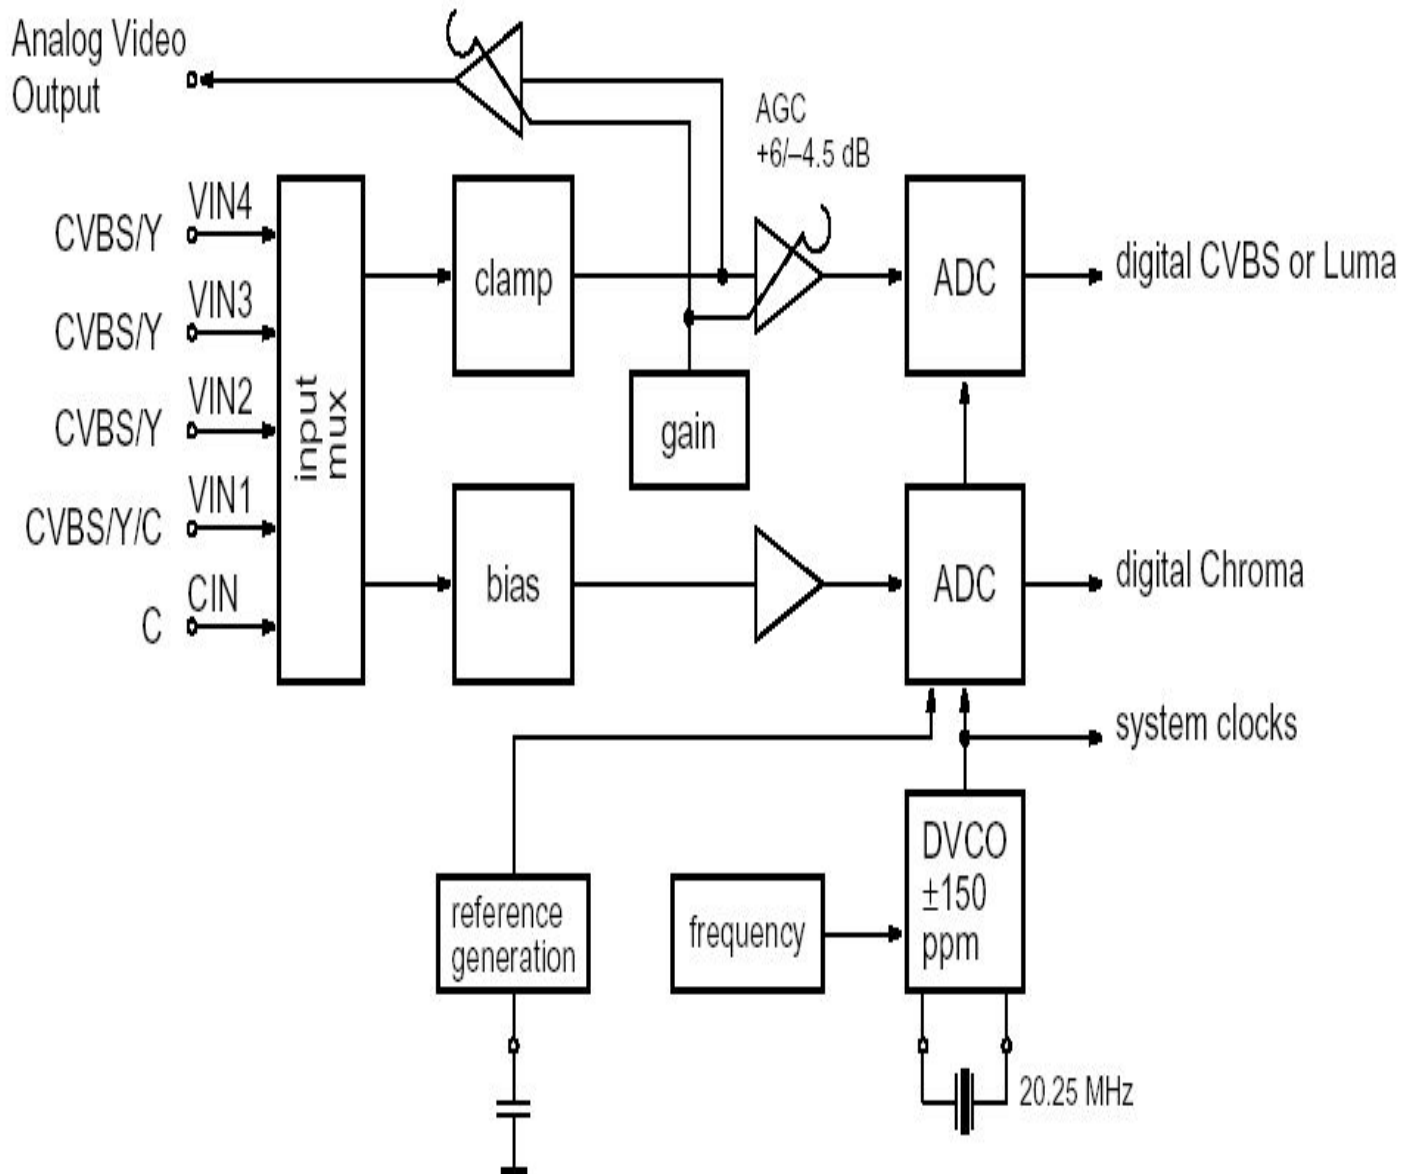 Analog Video
Output
AGC
+6/–4.5 dB
VIN4
CVBS/Y
VIN3
CVBS/Y
VIN2
CVBS/Y
VIN1
CVBS/Y/C
CIN
C
input
mux
clamp
gain
bias
ADC
digital CVBS or Luma
ADC
digital Chroma
system clocks
reference
generation
frequency
DVCO
±150
ppm
20.25 MHz